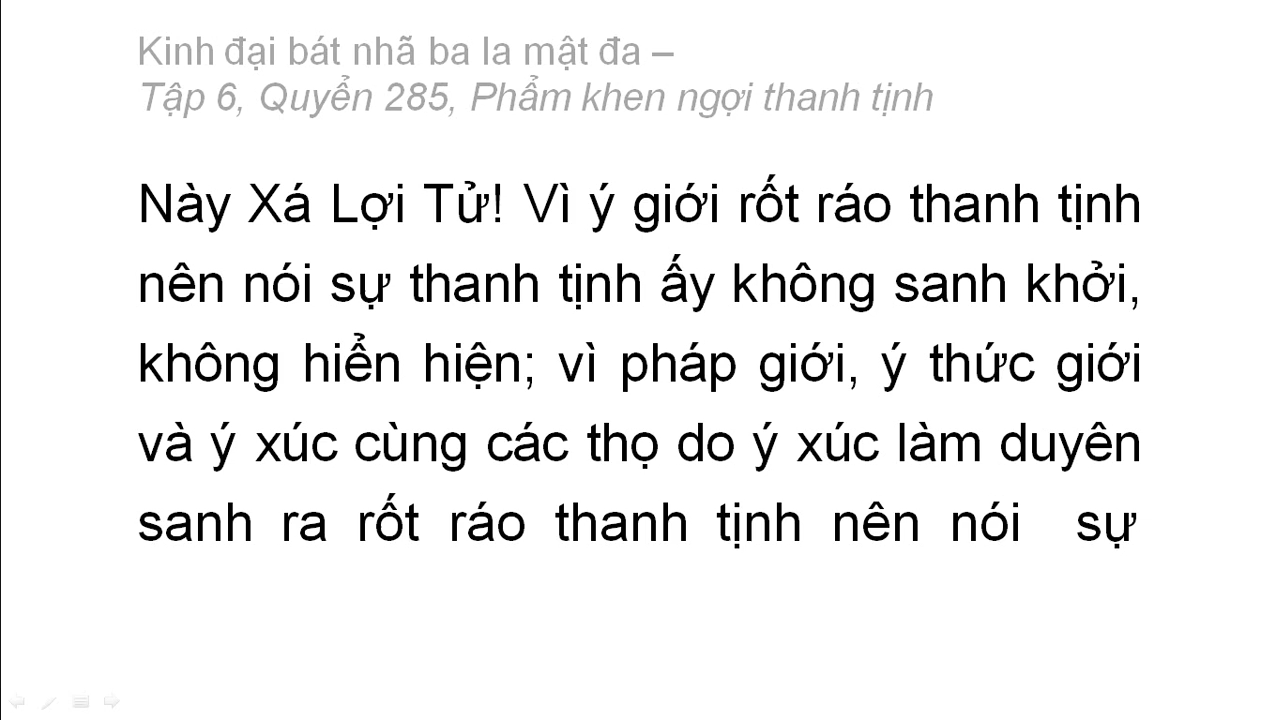 Kinh đại bát nhã ba la mật đa –
Tập 6, Quyển 285, Phẩm khen ngợi thanh tịnh
Này Xá Lợi Tử! Vì ý giới rốt ráo thanh tịnh
nên nói sự thanh tịnh ấy không sanh khởi,
không hiển hiện; vì pháp giới, ý thức giới
và ý xúc cùng các thọ do ý xúc làm duyên
sanh ra rốt ráo thanh tịnh nên nói sự